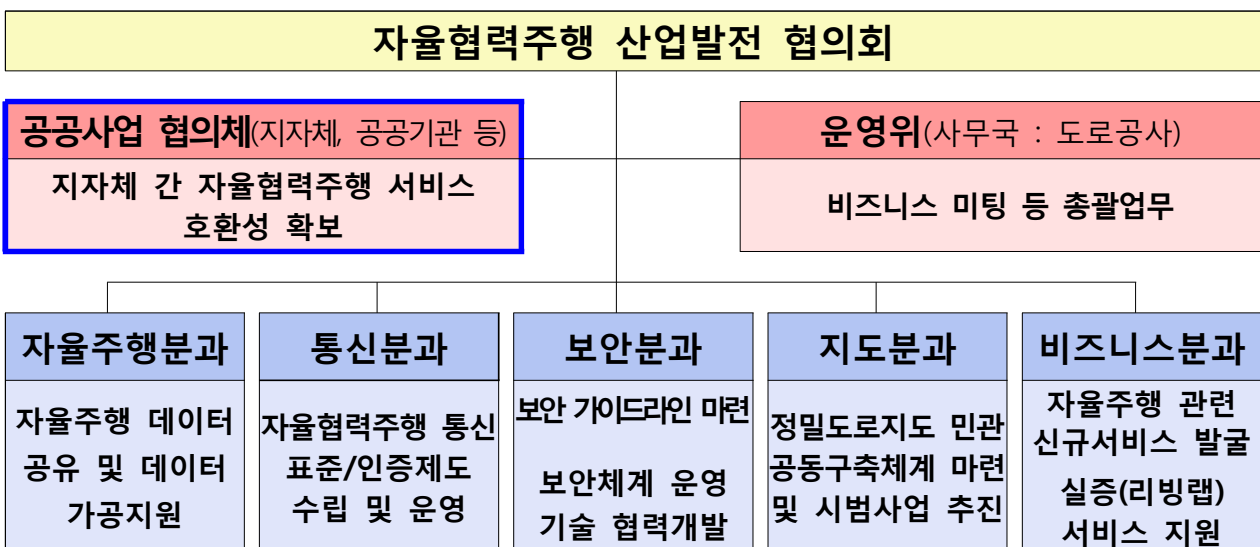 자율협력주행 산업발전 협의회
공공사업 협의체(지자체, 공공기관 등)
지자체 간 자율협력주행 서비스
호환성 확보
운영위(사무국 : 도로공사)
비즈니스 미팅 등 총괄업무
자율주행분과
자율주행 데이터
공유 및 데이터
가공지원
통신분과
자율협력주행 통신
표준/인증제도
수립 및 운영
보안분과
보안 가이드라인 마련
보안체계 운영
기술 협력개발
지도분과
정밀도로지도 민관
공동구축체계 마련
및 시범사업 추진
비즈니스분과
자율주행 관련
신규서비스 발굴
실증(리빙랩)
서비스 지원